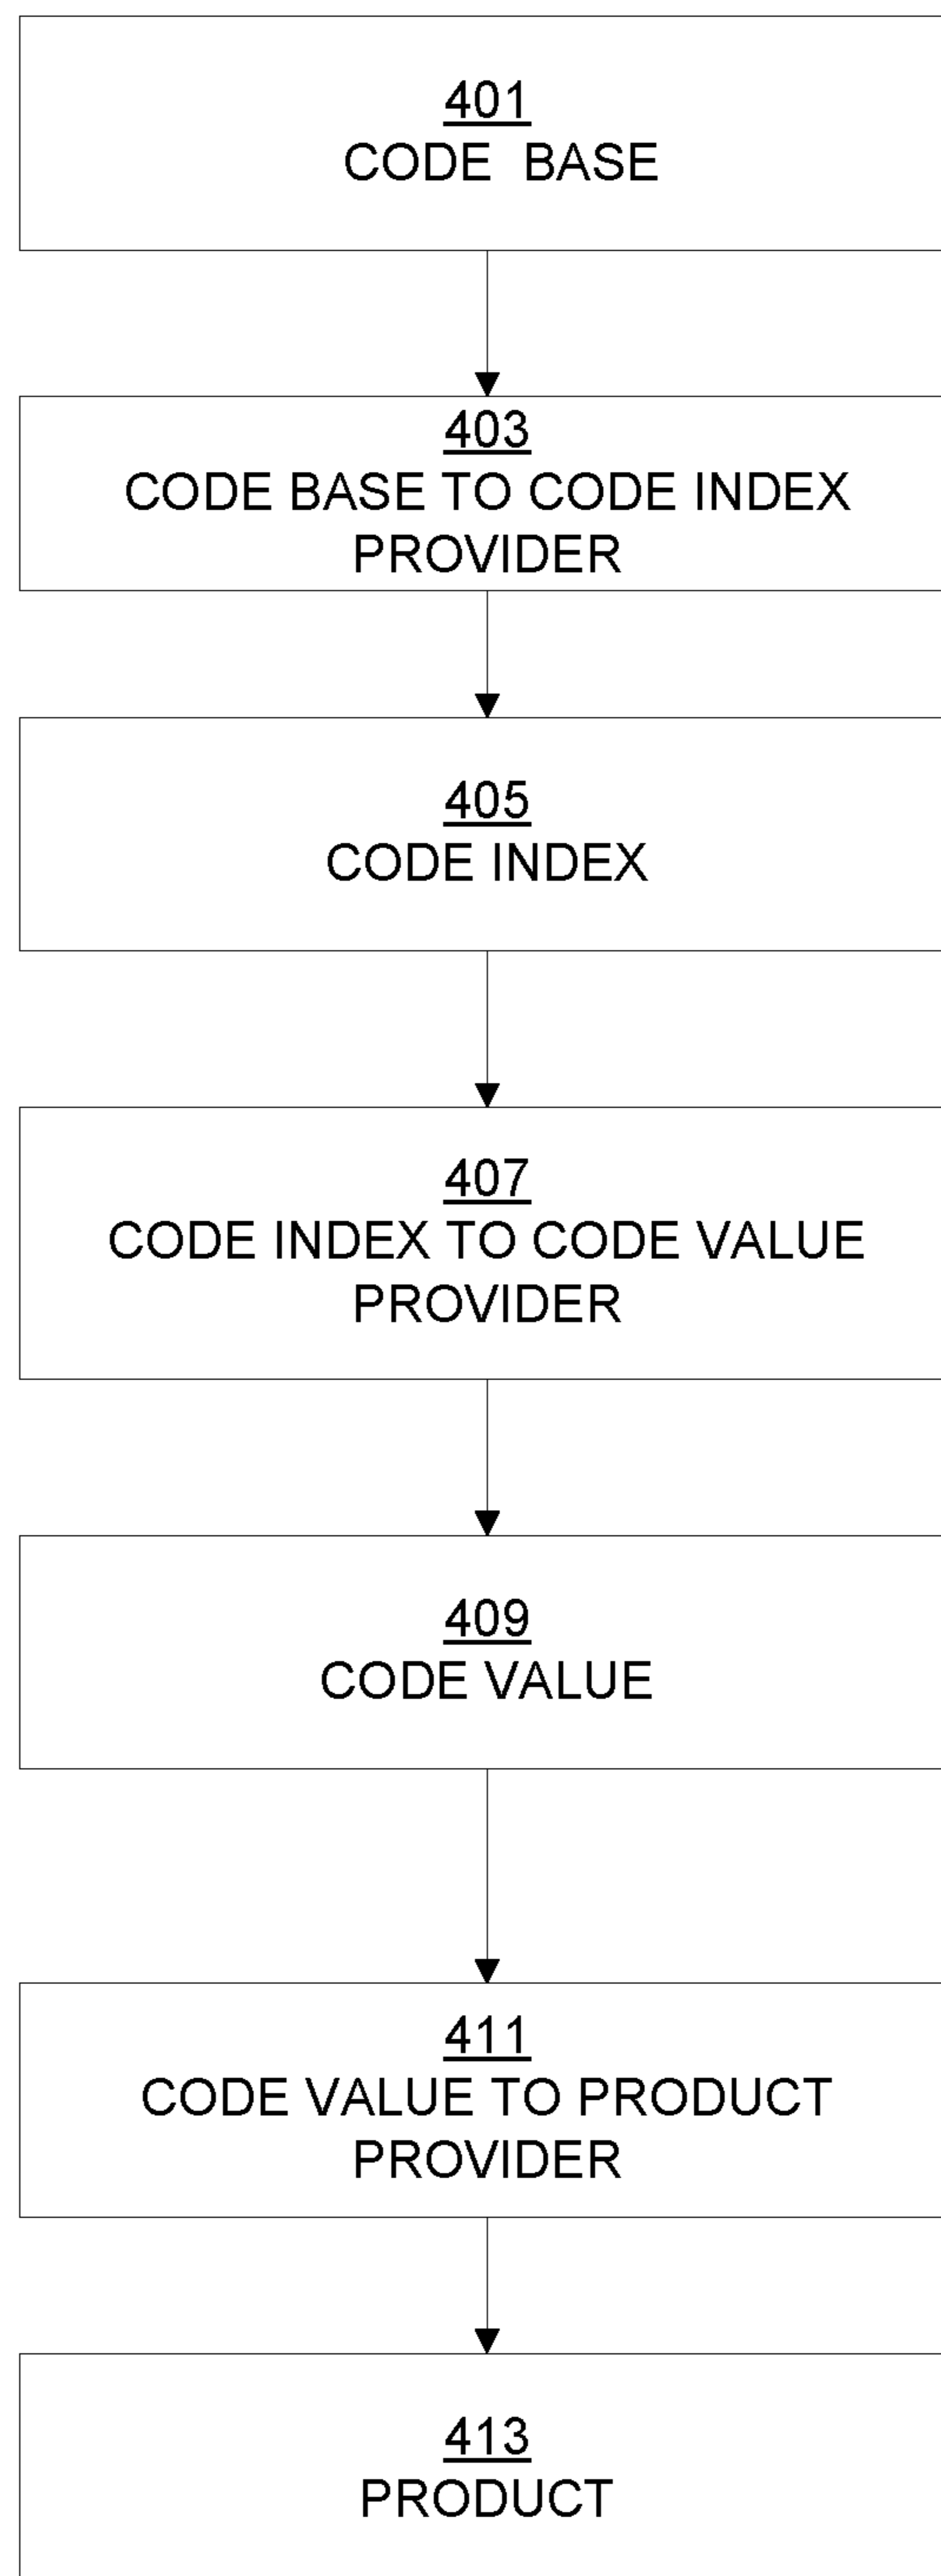 401
CODE BASE
403
CODE BASE TO CODE INDEX
PROVIDER
405
CODE INDEX
407
CODE INDEX TO CODE VALUE
PROVIDER
409
CODE VALUE
411
CODE VALUE TO PRODUCT
PROVIDER
413
PRODUCT